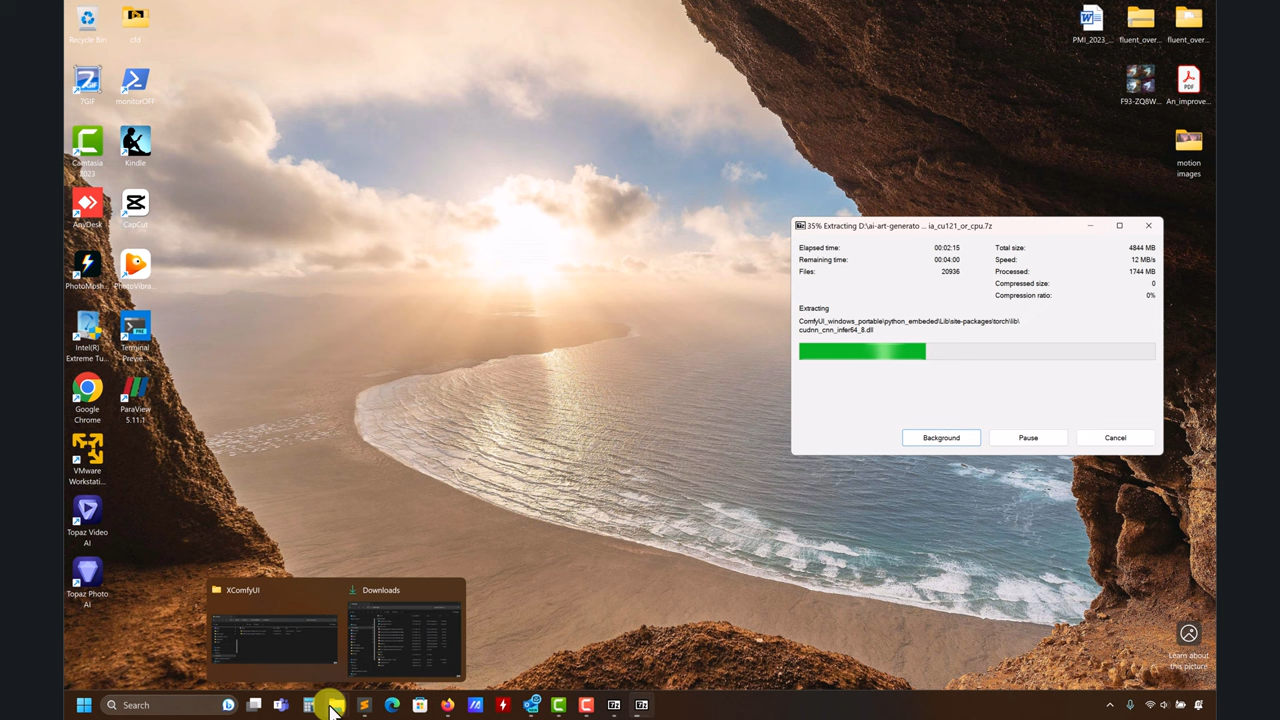 Recycle Bin
cfd
PMI_2023_...
fluent_over...
fluent_over...
7GIF
monitorOFF
F93-ZQ8W...
An_improve...
Camtasia
2023
Kindle
motion
images
AnyDesk
CapCut
PhotoMosh...
PhotoVibra...
Intel(R)
Extreme Tu...
Terminal
Preview
Google
Chrome
ParaView
5.11.1
VMware
Workstati...
Topaz Video
AI
Topaz Photo
AI
35% Extracting D:\ai-art-generato ... ia_cu121_or_cpu.7z
Elapsed time: 00:02:15 Total size: 4844 MB
Remaining time: 00:04:00 Speed: 12 MB/s
Files: 20936 Processed: 1744 MB
Compressed size: 0
Compression ratio: 0%
Extracting
ComfyUI_windows_portable\python_embeded\Lib\site-packages\torch\lib\
cudnn_cnn_infer64_8.dll
Background Pause Cancel
XComfyUI Downloads
Learn about
this picture
Search